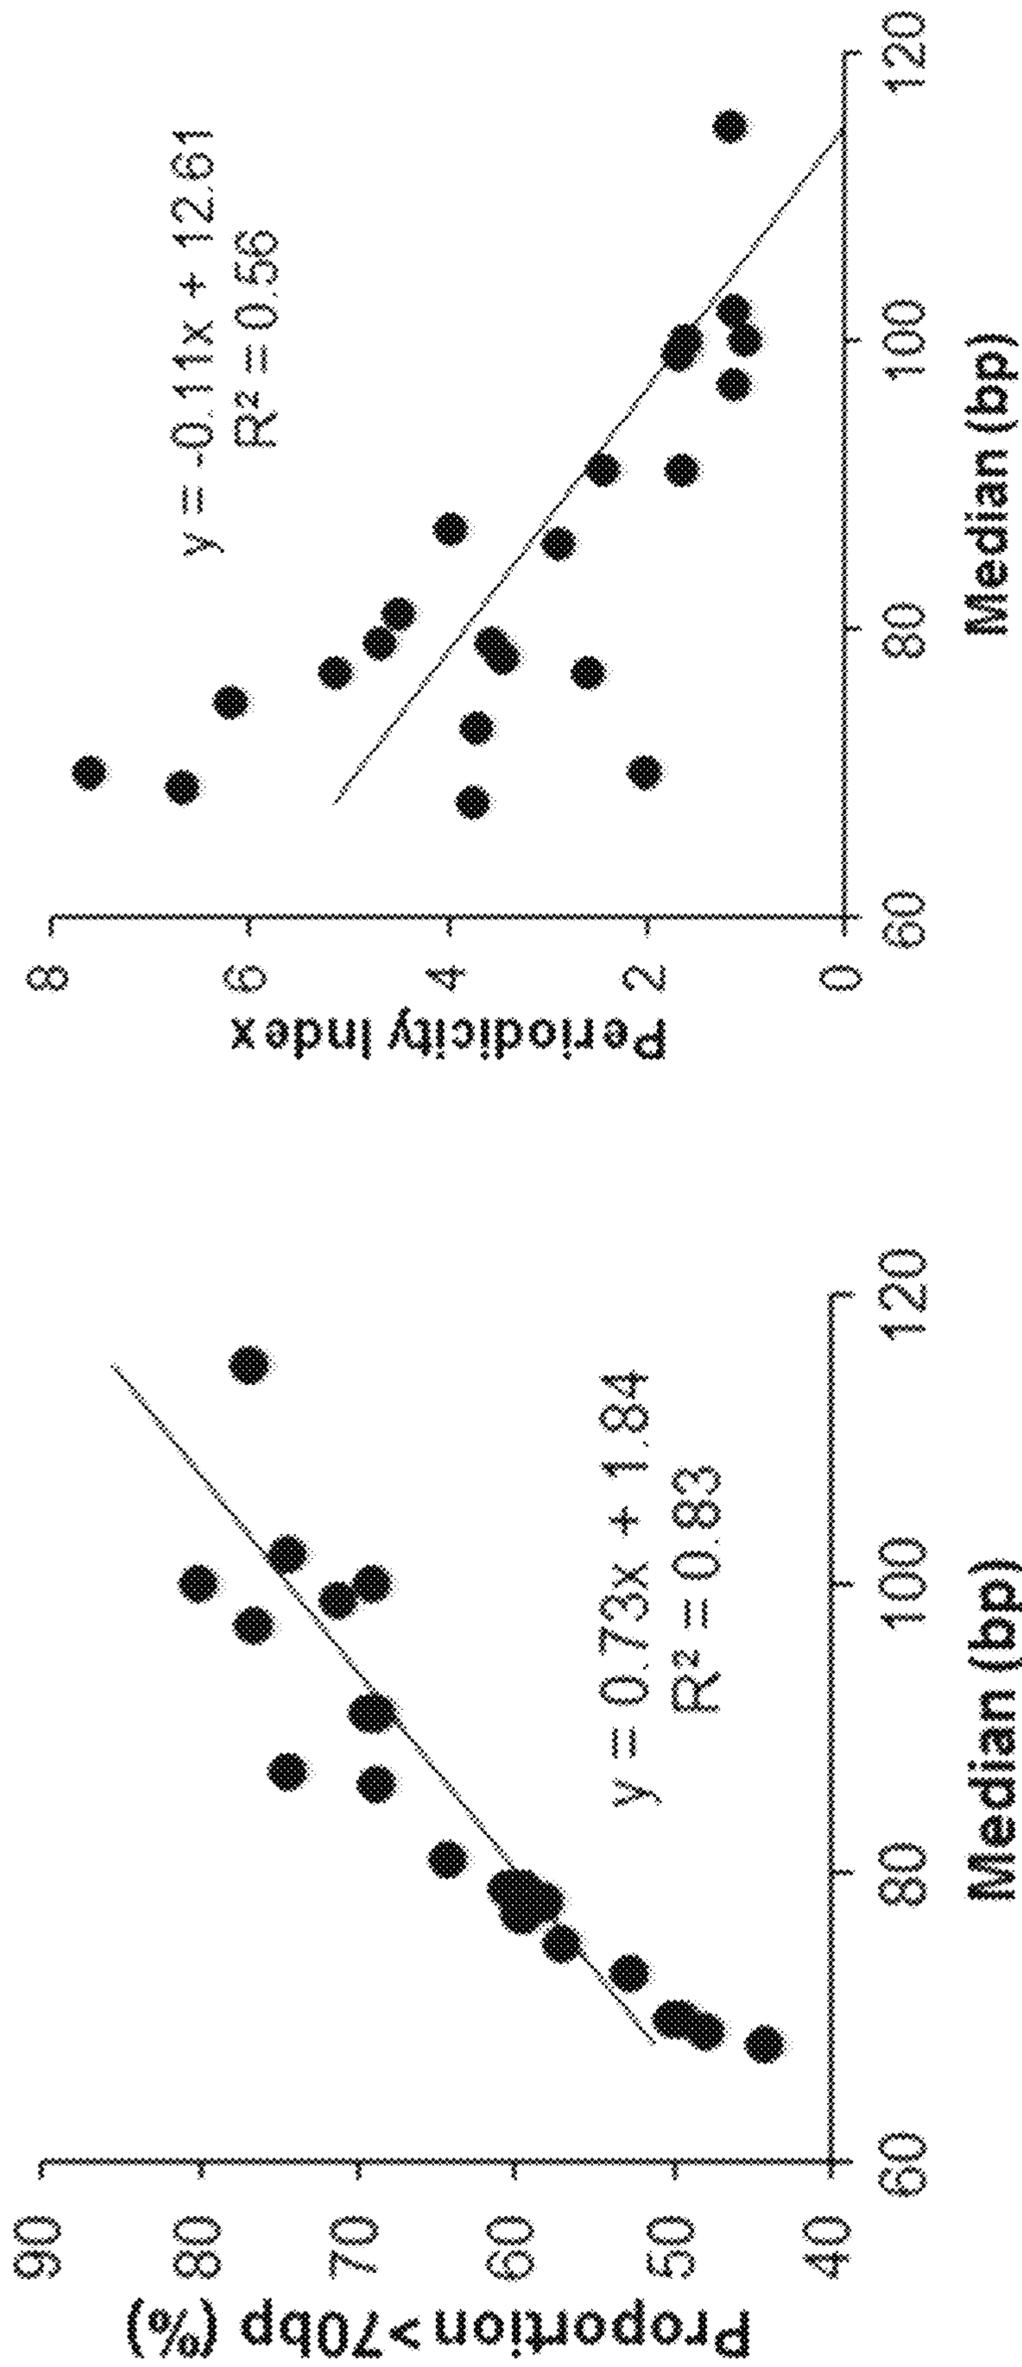 Proportion >70bp (%)
90
80
70
60
50
40
y = 0.73x + 1.84
R² = 0.83
60
80
100
120
Median (bp)
Periodicity Index
8
6
4
2
0
y = -0.11x + 12.61
R² = 0.56
60
80
100
120
Median (bp)